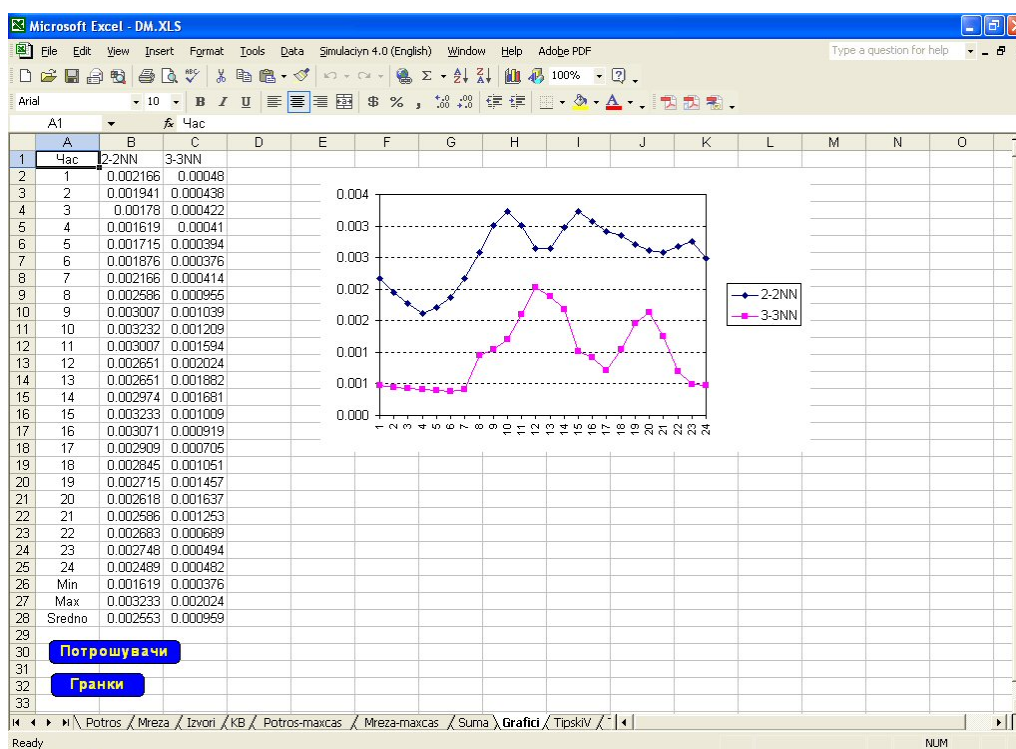 Microsoft Excel - DM.XLS
File Edit View Insert Format Tools Data Simulaciyn 4.0 (English) Window Help Adobe PDF Type a question for help
100%
Arial 10 B I U $ % ,
A1 fx Час
A B C D E F G H I J K L M N O
1 Час 2-2NN 3-3NN
2 1 0.002166 0.00048
3 2 0.001941 0.000438
4 3 0.00178 0.000422
5 4 0.001619 0.00041
6 5 0.001715 0.000394
7 6 0.001876 0.000376
8 7 0.002166 0.000414
9 8 0.002586 0.000955
10 9 0.003007 0.001039
11 10 0.003232 0.001209
12 11 0.003007 0.001594
13 12 0.002651 0.002024
14 13 0.002651 0.001882
15 14 0.002974 0.001681
16 15 0.003233 0.001009
17 16 0.003071 0.000919
18 17 0.002909 0.000705
19 18 0.002845 0.001051
20 19 0.002715 0.001457
21 20 0.002618 0.001637
22 21 0.002586 0.001253
23 22 0.002683 0.000689
24 23 0.002748 0.000494
25 24 0.002489 0.000482
26 Min 0.001619 0.000376
27 Max 0.003233 0.002024
28 Sredno 0.002553 0.000959
29
30 Потрошувачи
31
32 Гранки
33
0.004
0.003
0.003
0.002
0.002
0.001
0.001
0.000
1 2 3 4 5 6 7 8 9 10 11 12 13 14 15 16 17 18 19 20 21 22 23 24
2-2NN
3-3NN
Potros Mreza Izvori KB Potros-maxcas Mreza-maxcas Suma Grafici TipskiV
Ready NUM